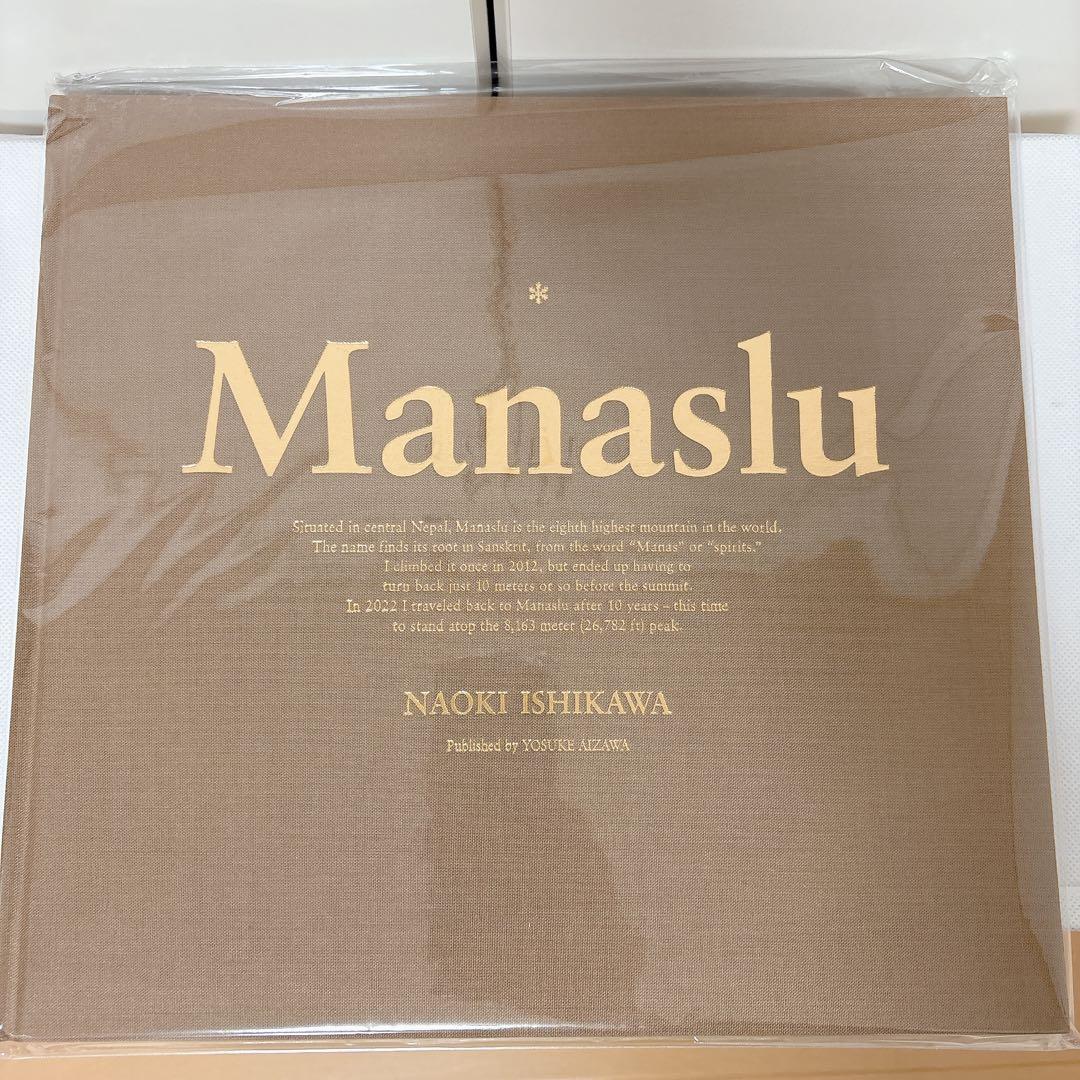 Manaslu
Situated in central Nepal, Manaslu is the eighth highest mountain in the world.
The name finds its root in Sanskrit, from the word “Manas” or “spirits.”
I climbed it once in 2012, but ended up having to
turn back just 10 meters or so before the summit.
In 2022 I traveled back to Manaslu after 10 years – this time
to stand atop the 8,163 meter (26,782 ft) peak.
NAOKI ISHIKAWA
Published by YOSUKE AIZAWA